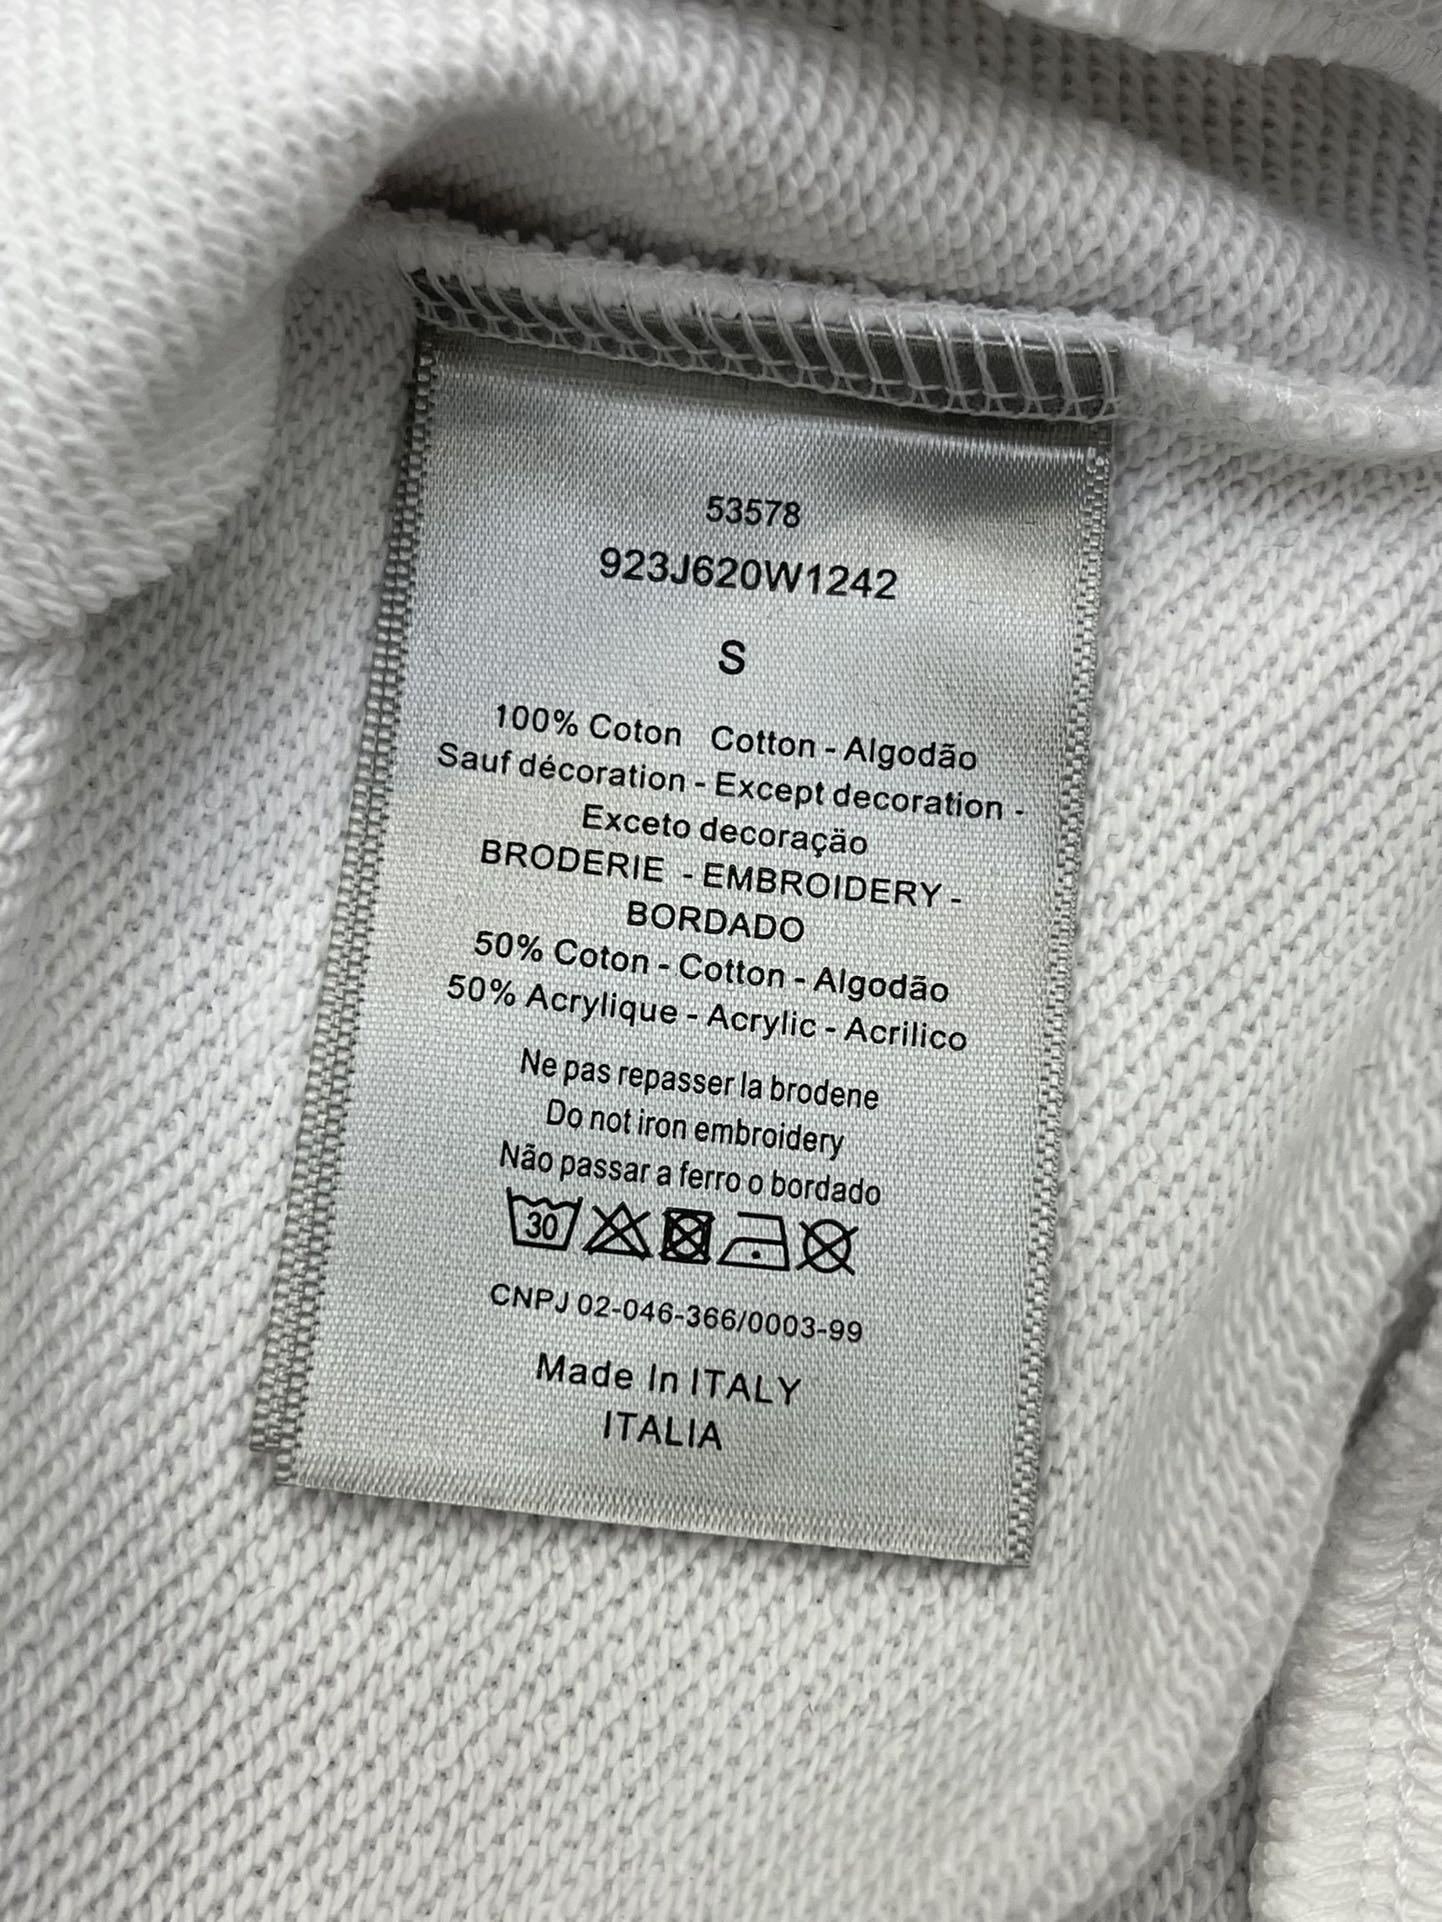 53578
923J620W1242
S
100% Coton Cotton - Algodão
Sauf décoration - Except decoration -
Exceto decoraçäo
BRODERIE - EMBROIDERY -
BORDADO
50% Coton - Cotton - Algodão
50% Acrylique - Acrylic - Acrilico
Ne pas repasser la brodene
Do not iron embroidery
Não passar a ferro o bordado
30
CNPJ 02-046-366/0003-99
Made In ITALY
ITALIA